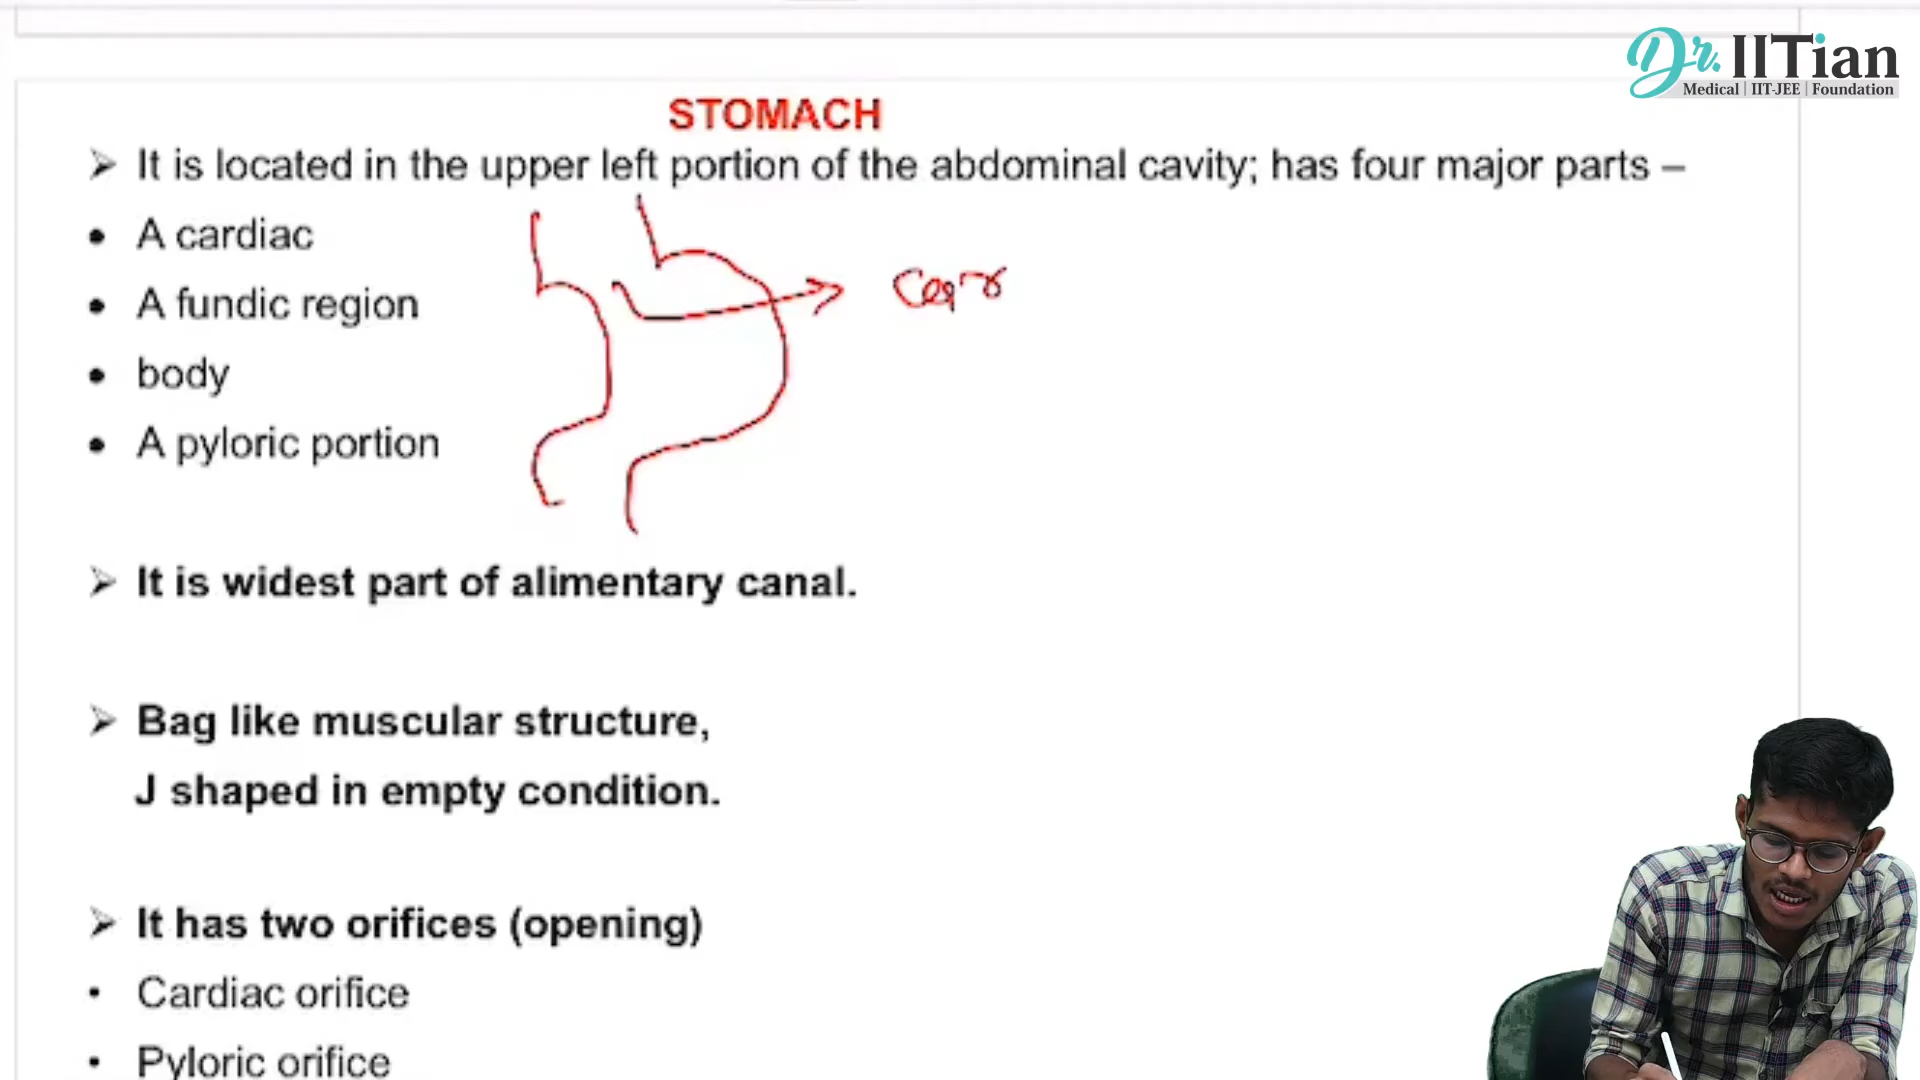 Dr. IITian
Medical | IIT-JEE | Foundation
STOMACH
➢ It is located in the upper left portion of the abdominal cavity; has four major parts –
• A cardiac
Car
• A fundic region
• body
• A pyloric portion
➢ It is widest part of alimentary canal.
➢ Bag like muscular structure,
J shaped in empty condition.
➢ It has two orifices (opening)
• Cardiac orifice
• Pyloric orifice